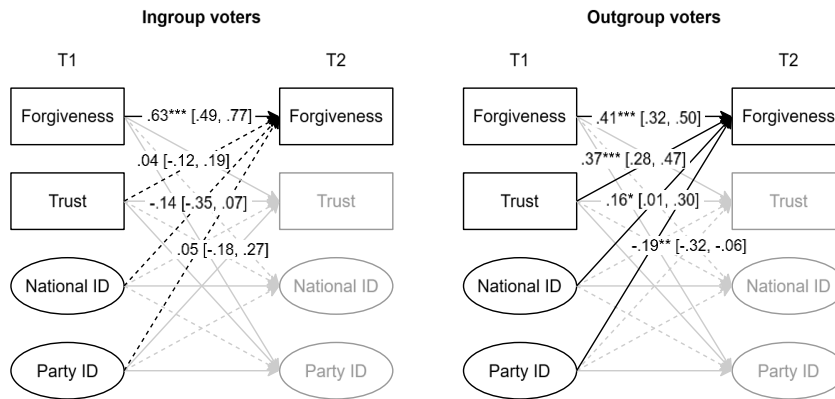 Ingroup voters
T1 T2
Forgiveness .63*** [.49, .77] Forgiveness
.04 [-.12, .19]
Trust -.14 [-.35, .07] Trust
.05 [-.18, .27]
National ID National ID
Party ID Party ID
Outgroup voters
T1 T2
Forgiveness .41*** [.32, .50] Forgiveness
.37*** [.28, .47]
Trust .16* [.01, .30] Trust
-.19** [-.32, -.06]
National ID National ID
Party ID Party ID